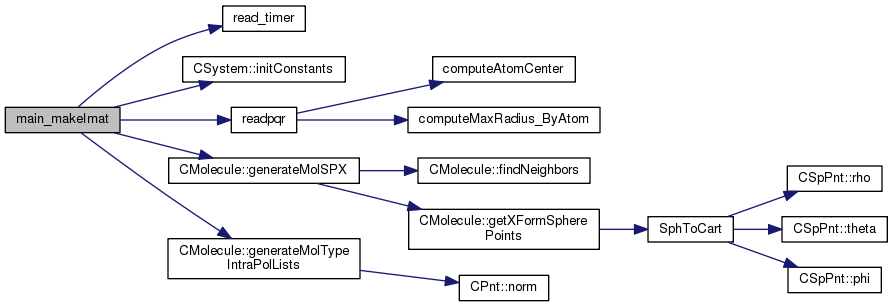 read_timer
CSystem::initConstants
computeAtomCenter
main_makeImat
readpqr
computeMaxRadius_ByAtom
CMolecule::generateMolSPX
CMolecule::findNeighbors
CSpPnt::rho
CMolecule::getXFormSphere
Points
SphToCart
CSpPnt::theta
CMolecule::generateMolType
IntraPolLists
CSpPnt::phi
CPnt::norm